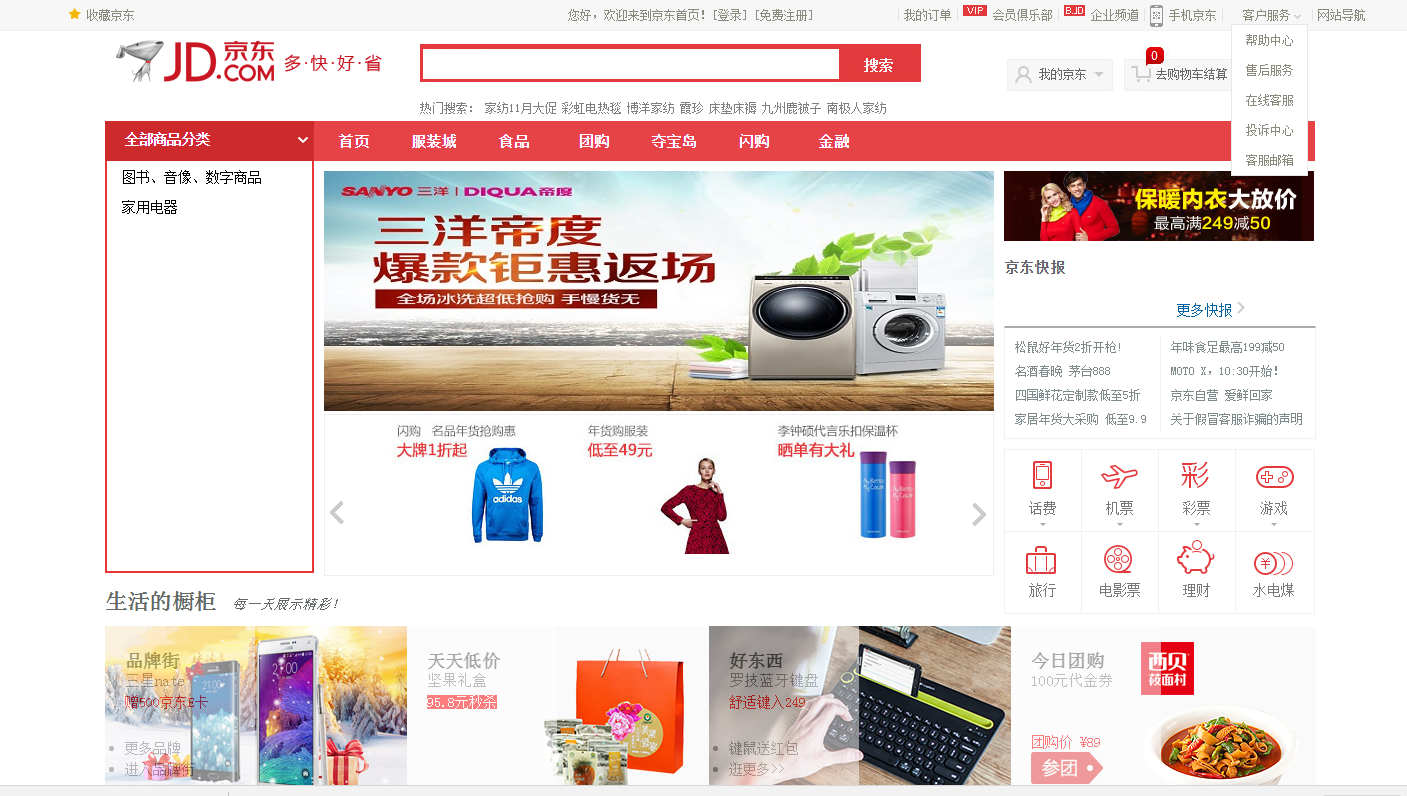 收藏京东
您好，欢迎来到京东首页！[登录] [免费注册]
我的订单
VIP 会员俱乐部
BJD 企业频道
手机京东
客户服务
网站导航
帮助中心
售后服务
在线客服
投诉中心
客服邮箱
JD.COM 京东
多·快·好·省
搜索
我的京东
0
去购物车结算
热门搜索： 家纺11月大促 彩虹电热毯 博洋家纺 霞珍 床垫床褥 九州鹿被子 南极人家纺
全部商品分类
首页 服装城 食品 团购 夺宝岛 闪购 金融
图书、音像、数字商品
家用电器
SANYO 三洋 | DIQUA帝度
三洋帝度
爆款钜惠返场
全场冰洗超低抢购 手慢货无
保暖内衣大放价
最高满249减50
京东快报
更多快报
松鼠好年货2折开枪！
年味食足最高199减50
名酒春晚 茅台888
MOTO X，10:30开始！
四国鲜花定制款低至5折
京东自营 爱鲜回家
家居年货大采购 低至9.9
关于假冒客服诈骗的声明
闪购 名品年货抢购惠
大牌1折起
adidas
年货购服装
低至49元
李钟硕代言乐扣保温杯
晒单有大礼
话费 机票 彩 彩票 游戏
旅行 电影票 理财 ¥ 水电煤
生活的橱柜 每一天展示精彩！
品牌街
三星nate
赠500京东E卡
更多品牌
进入品牌街
天天低价
坚果礼盒
95.8元秒杀
好东西
罗技蓝牙键盘
舒适键入249
键鼠送红包
逛更多>>
今日团购
100元代金券
西贝
莜面村
团购价 ¥89
参团